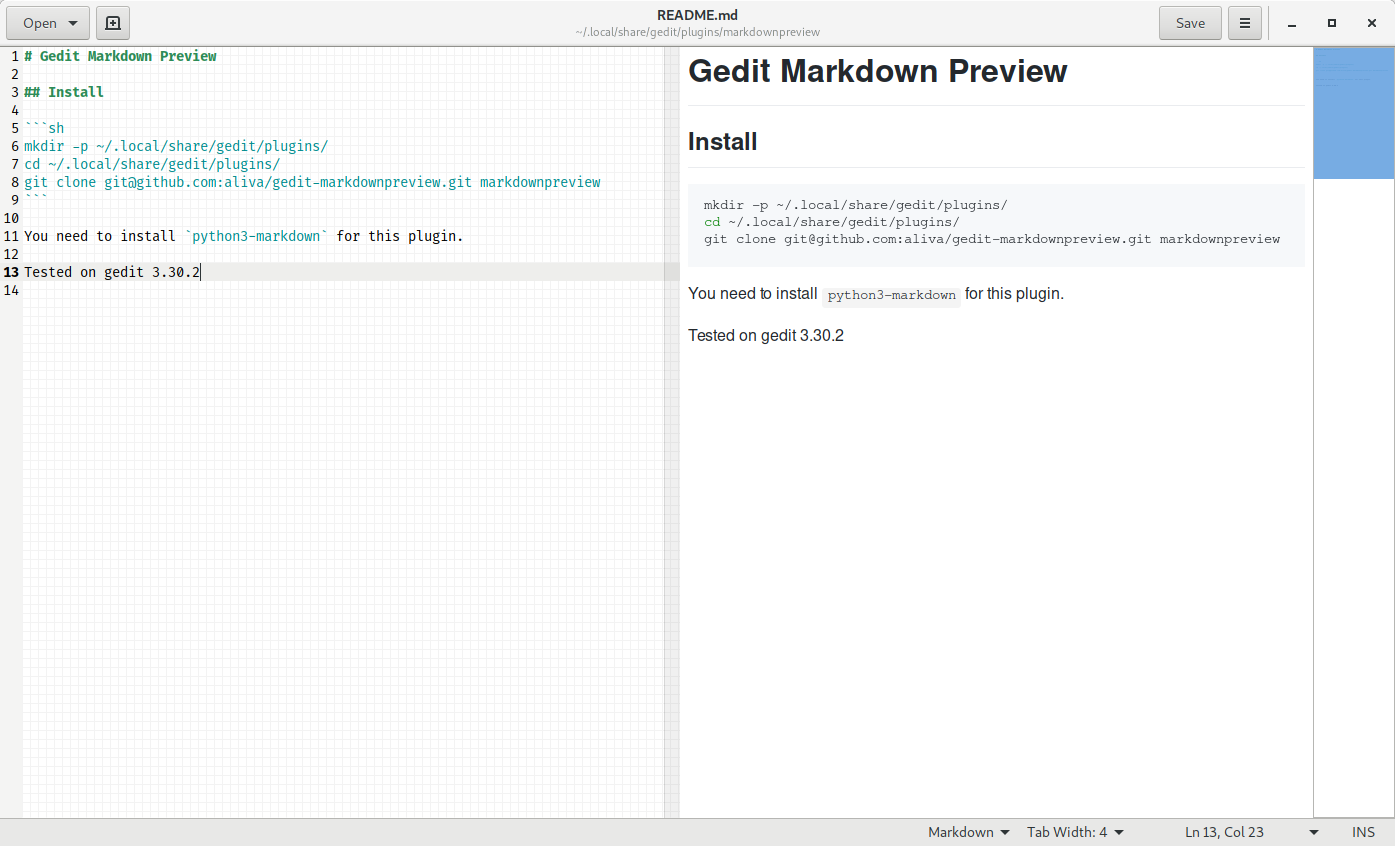 Open
README.md
~/.local/share/gedit/plugins/markdownpreview
Save
1 # Gedit Markdown Preview
2
3 ## Install
4
5 ```sh
6 mkdir -p ~/.local/share/gedit/plugins/
7 cd ~/.local/share/gedit/plugins/
8 git clone git@github.com:aliva/gedit-markdownpreview.git markdownpreview
9 ```
10
11 You need to install `python3-markdown` for this plugin.
12
13 Tested on gedit 3.30.2
14
Gedit Markdown Preview
Install
mkdir -p ~/.local/share/gedit/plugins/
cd ~/.local/share/gedit/plugins/
git clone git@github.com:aliva/gedit-markdownpreview.git markdownpreview
You need to install python3-markdown for this plugin.
Tested on gedit 3.30.2
Markdown Tab Width: 4 Ln 13, Col 23 INS